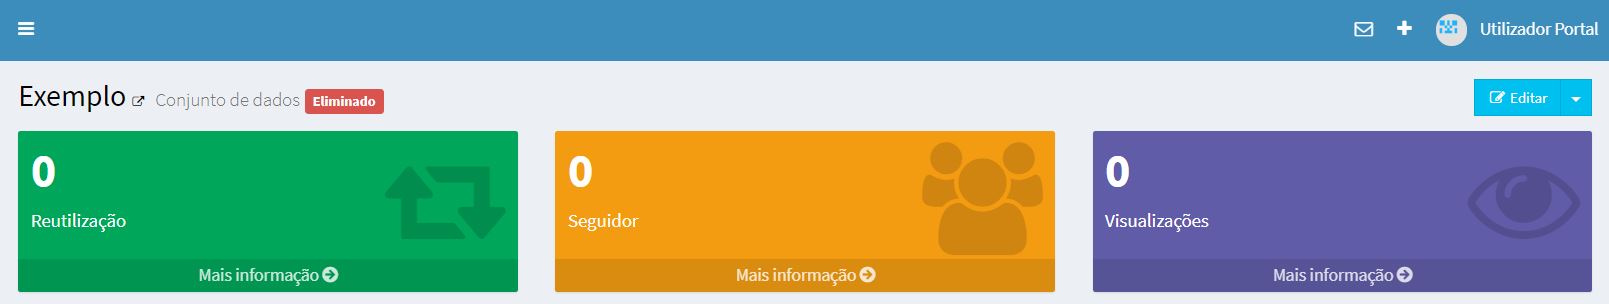 Utilizador Portal
Exemplo Conjunto de dados Eliminado
Editar
0
Reutilização
Mais informação
0
Seguidor
Mais informação
0
Visualizações
Mais informação